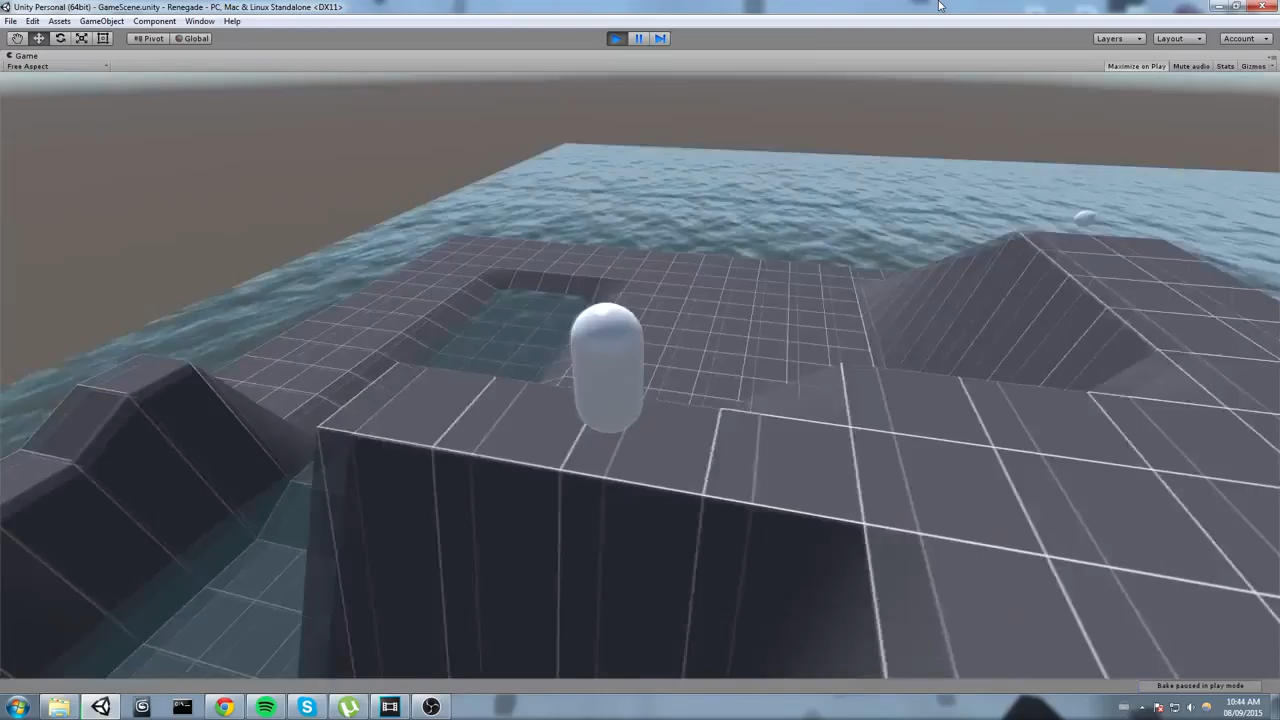 Unity Personal (64bit) - GameScene.unity - Renegade - PC, Mac & Linux Standalone <DX11>
File Edit Assets GameObject Component Window Help
Pivot Global Layers Layout Account
Game
Free Aspect Maximize on Play Mute audio Stats Gizmos
Bake paused in play mode
10:44 AM
08/09/2015